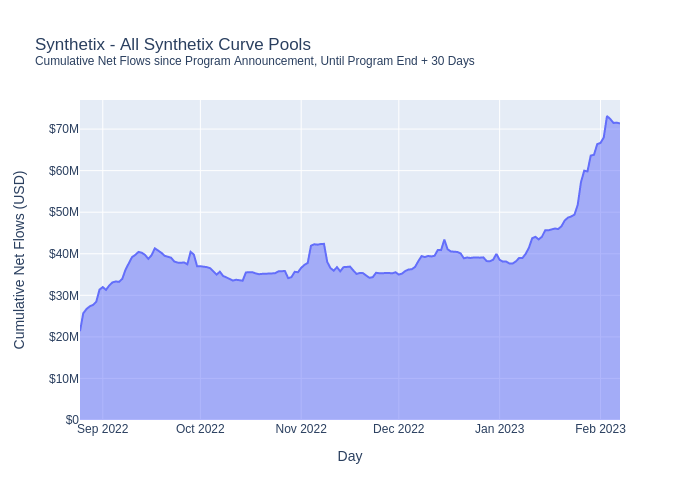 Synthetix - All Synthetix Curve Pools
Cumulative Net Flows since Program Announcement, Until Program End + 30 Days
Cumulative Net Flows (USD)
$70M
$60M
$50M
$40M
$30M
$20M
$10M
$0
Sep 2022 Oct 2022 Nov 2022 Dec 2022 Jan 2023 Feb 2023
Day